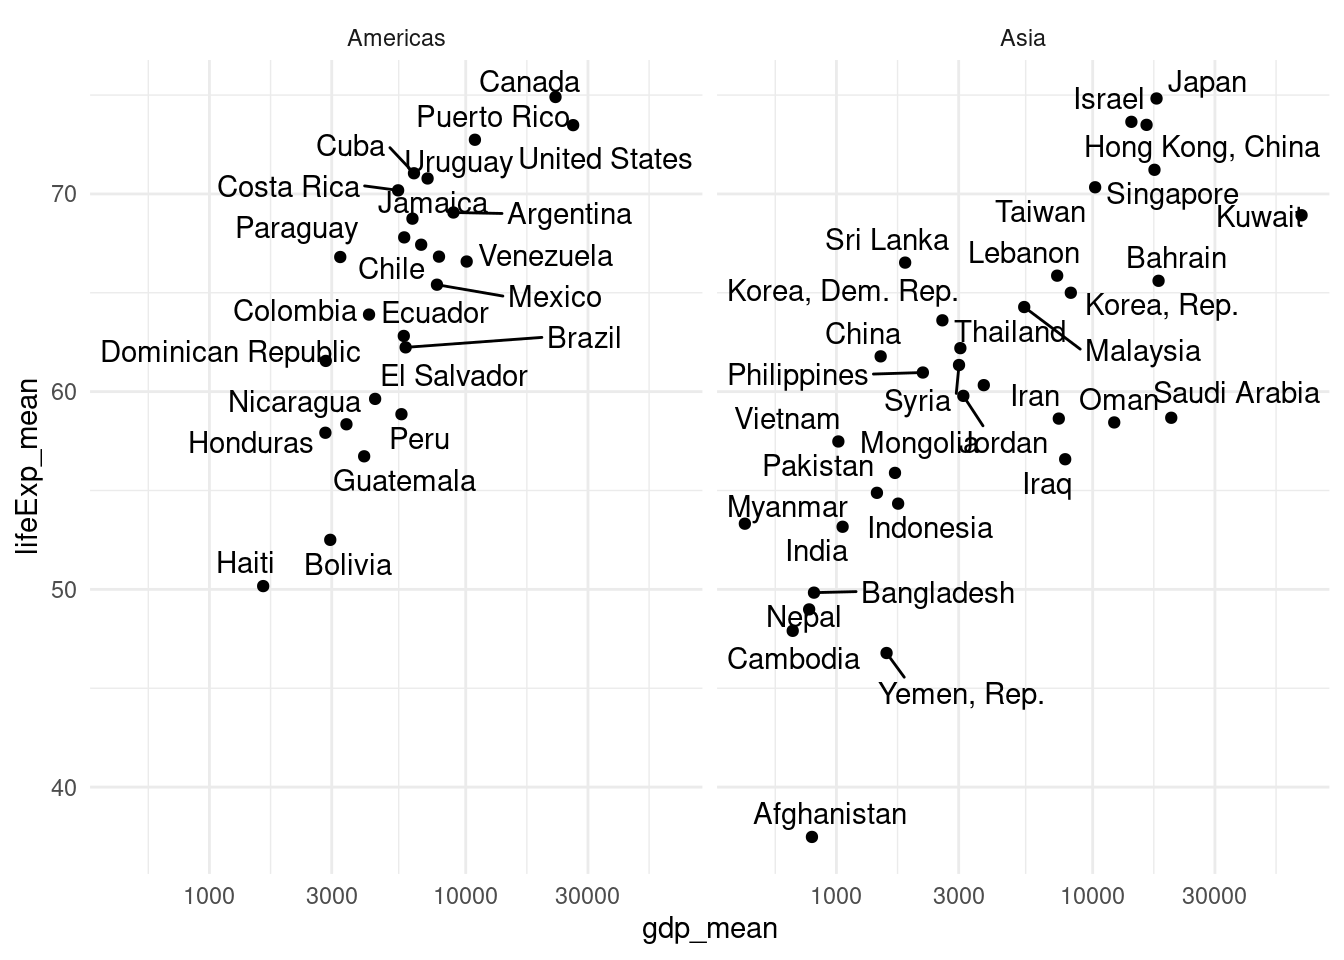 Americas
Asia
Canada
Puerto Rico
Cuba
Uruguay
United States
Costa Rica
Jamaica
Argentina
Paraguay
Venezuela
Chile
Mexico
Colombia
Ecuador
Brazil
Dominican Republic
El Salvador
Nicaragua
Peru
Honduras
Guatemala
Haiti
Bolivia
Japan
Israel
Hong Kong, China
Singapore
Taiwan
Kuwait
Sri Lanka
Lebanon
Bahrain
Korea, Dem. Rep.
Korea, Rep.
China
Thailand
Malaysia
Philippines
Syria
Iran
Oman
Saudi Arabia
Vietnam
Mongolia
Jordan
Pakistan
Iraq
Myanmar
Indonesia
India
Bangladesh
Nepal
Cambodia
Yemen, Rep.
Afghanistan
lifeExp_mean
70
60
50
40
1000
3000
10000
30000
1000
3000
10000
30000
gdp_mean